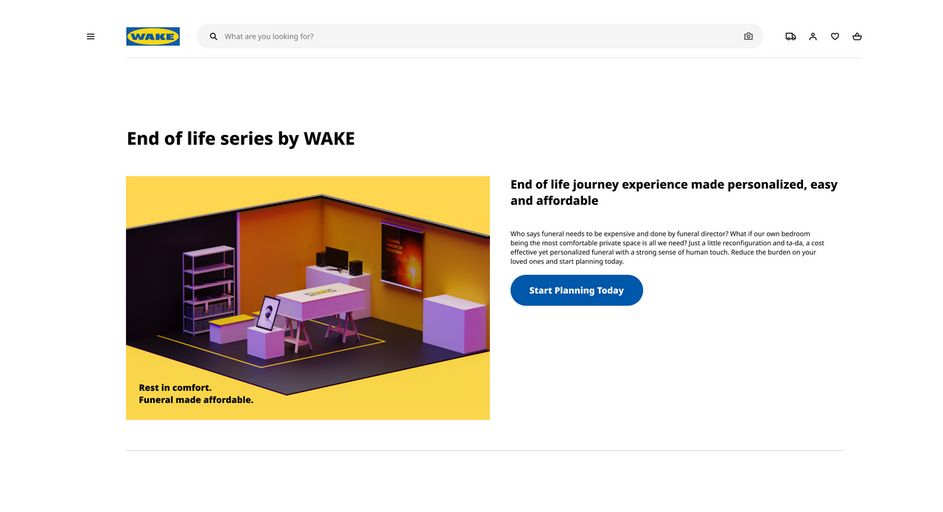 WAKE
What are you looking for?
End of life series by WAKE
Rest in comfort.
Funeral made affordable.
End of life journey experience made personalized, easy
and affordable
Who says funeral needs to be expensive and done by funeral director? What if our own bedroom
being the most comfortable private space is all we need? Just a little reconfiguration and ta-da, a cost
effective yet personalized funeral with a strong sense of human touch. Reduce the burden on your
loved ones and start planning today.
Start Planning Today